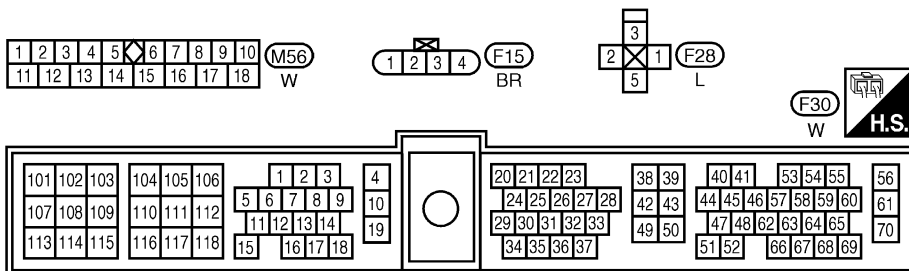 1 2 3 4 5 6 7 8 9 10
11 12 13 14 15 16 17 18
M56
W
1 2 3 4
F15
BR
3
2 1
5
F28
L
F30
W
H.S.
101 102 103 104 105 106 1 2 3 4 20 21 22 23 38 39 40 41 53 54 55 56
107 108 109 110 111 112 5 6 7 8 9 10 24 25 26 27 28 42 43 44 45 46 57 58 59 60 61
113 114 115 116 117 118 11 12 13 14 19 29 30 31 32 33 49 50 47 48 62 63 64 65 70
15 16 17 18 34 35 36 37 51 52 66 67 68 69